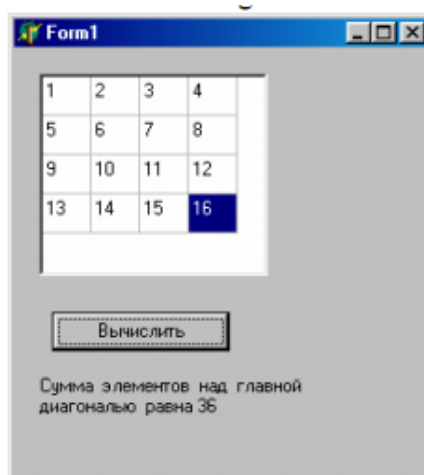 Form1
1 2 3 4
5 6 7 8
9 10 11 12
13 14 15 16
Вычислить
Сумма элементов над главной
диагональю равна 36